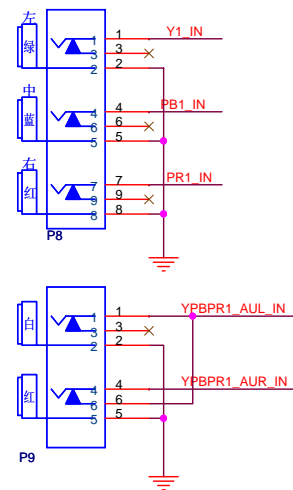 左
绿
1 1 Y1_IN
3 3
2 2
中
蓝
4 4 PB1_IN
6 6
5 5
右
红
7 7 PR1_IN
9 9
8 8
P8
白
1 1 YPBPR1_AUL_IN
3 3
2 2
红
4 4 YPBPR1_AUR_IN
6 6
5 5
P9